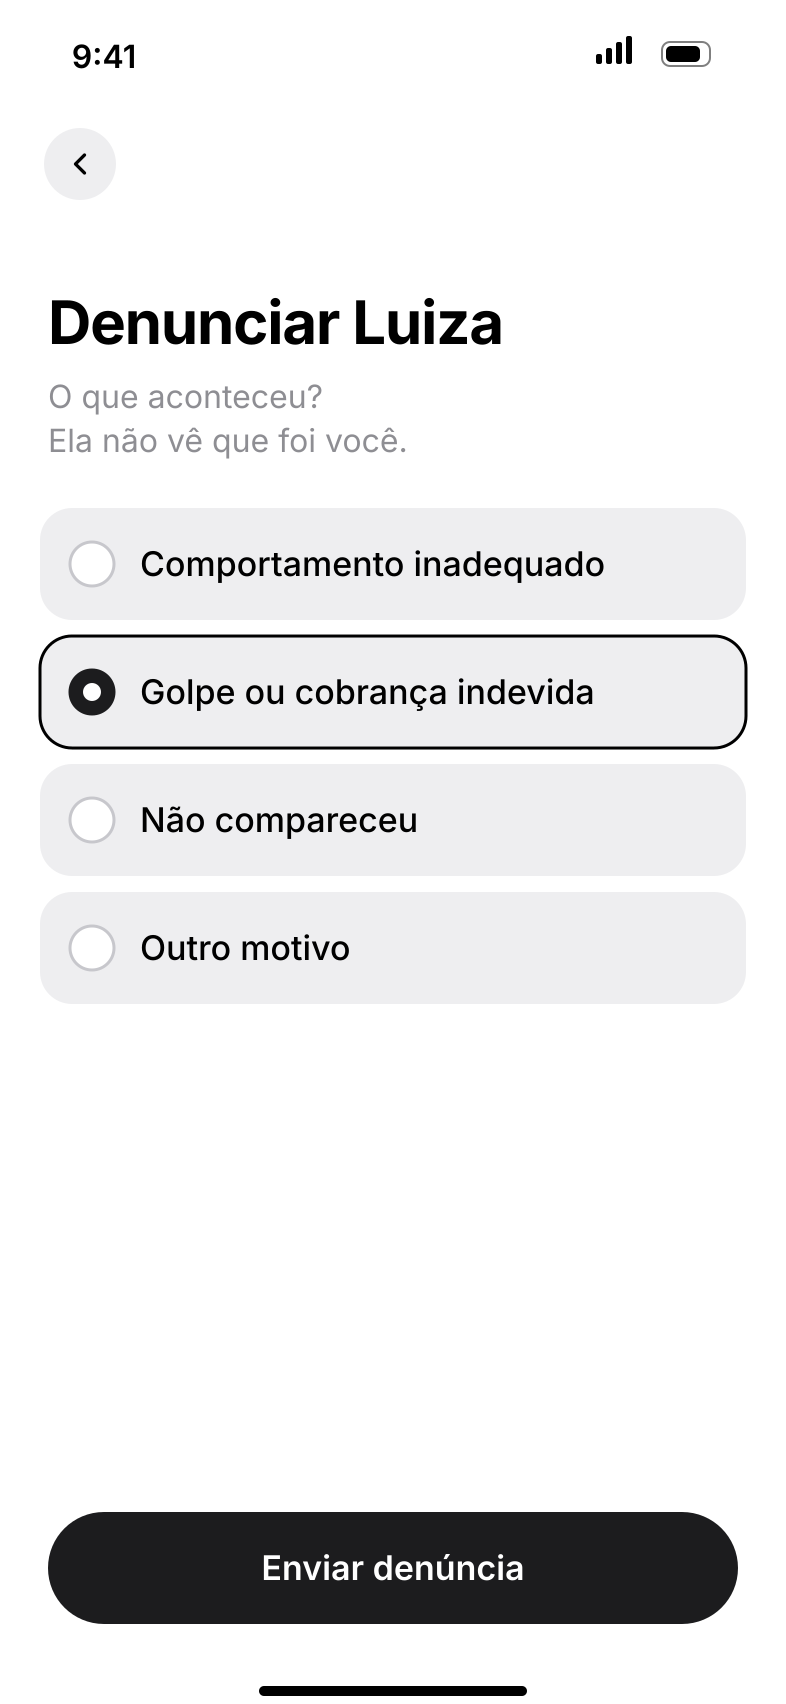 9:41
Denunciar Luiza
O que aconteceu?
Ela não vê que foi você.
Comportamento inadequado
Golpe ou cobrança indevida
Não compareceu
Outro motivo
Enviar denúncia